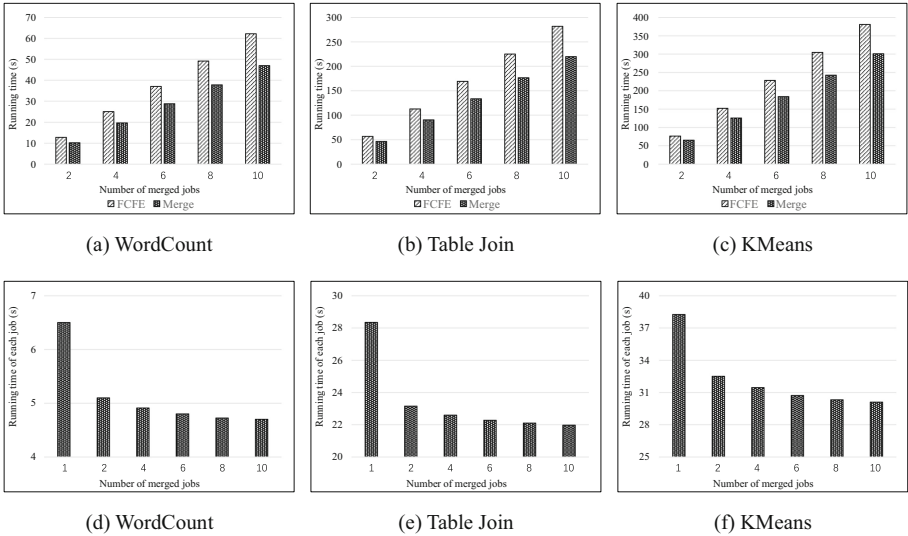 Running time (s)
70
60
50
40
30
20
10
0
2 4 6 8 10
Number of merged jobs
FCFE Merge
(a) WordCount
Running time (s)
300
250
200
150
100
50
0
2 4 6 8 10
Number of merged jobs
FCFE Merge
(b) Table Join
Running time (s)
400
350
300
250
200
150
100
50
0
2 4 6 8 10
Number of merged jobs
FCFE Merge
(c) KMeans
Running time of each job (s)
7
6
5
4
1 2 4 6 8 10
Number of merged jobs
(d) WordCount
Running time of each job (s)
30
28
26
24
22
20
1 2 4 6 8 10
Number of merged jobs
(e) Table Join
Running time of each job (s)
40
37
34
31
28
25
1 2 4 6 8 10
Number of merged jobs
(f) KMeans